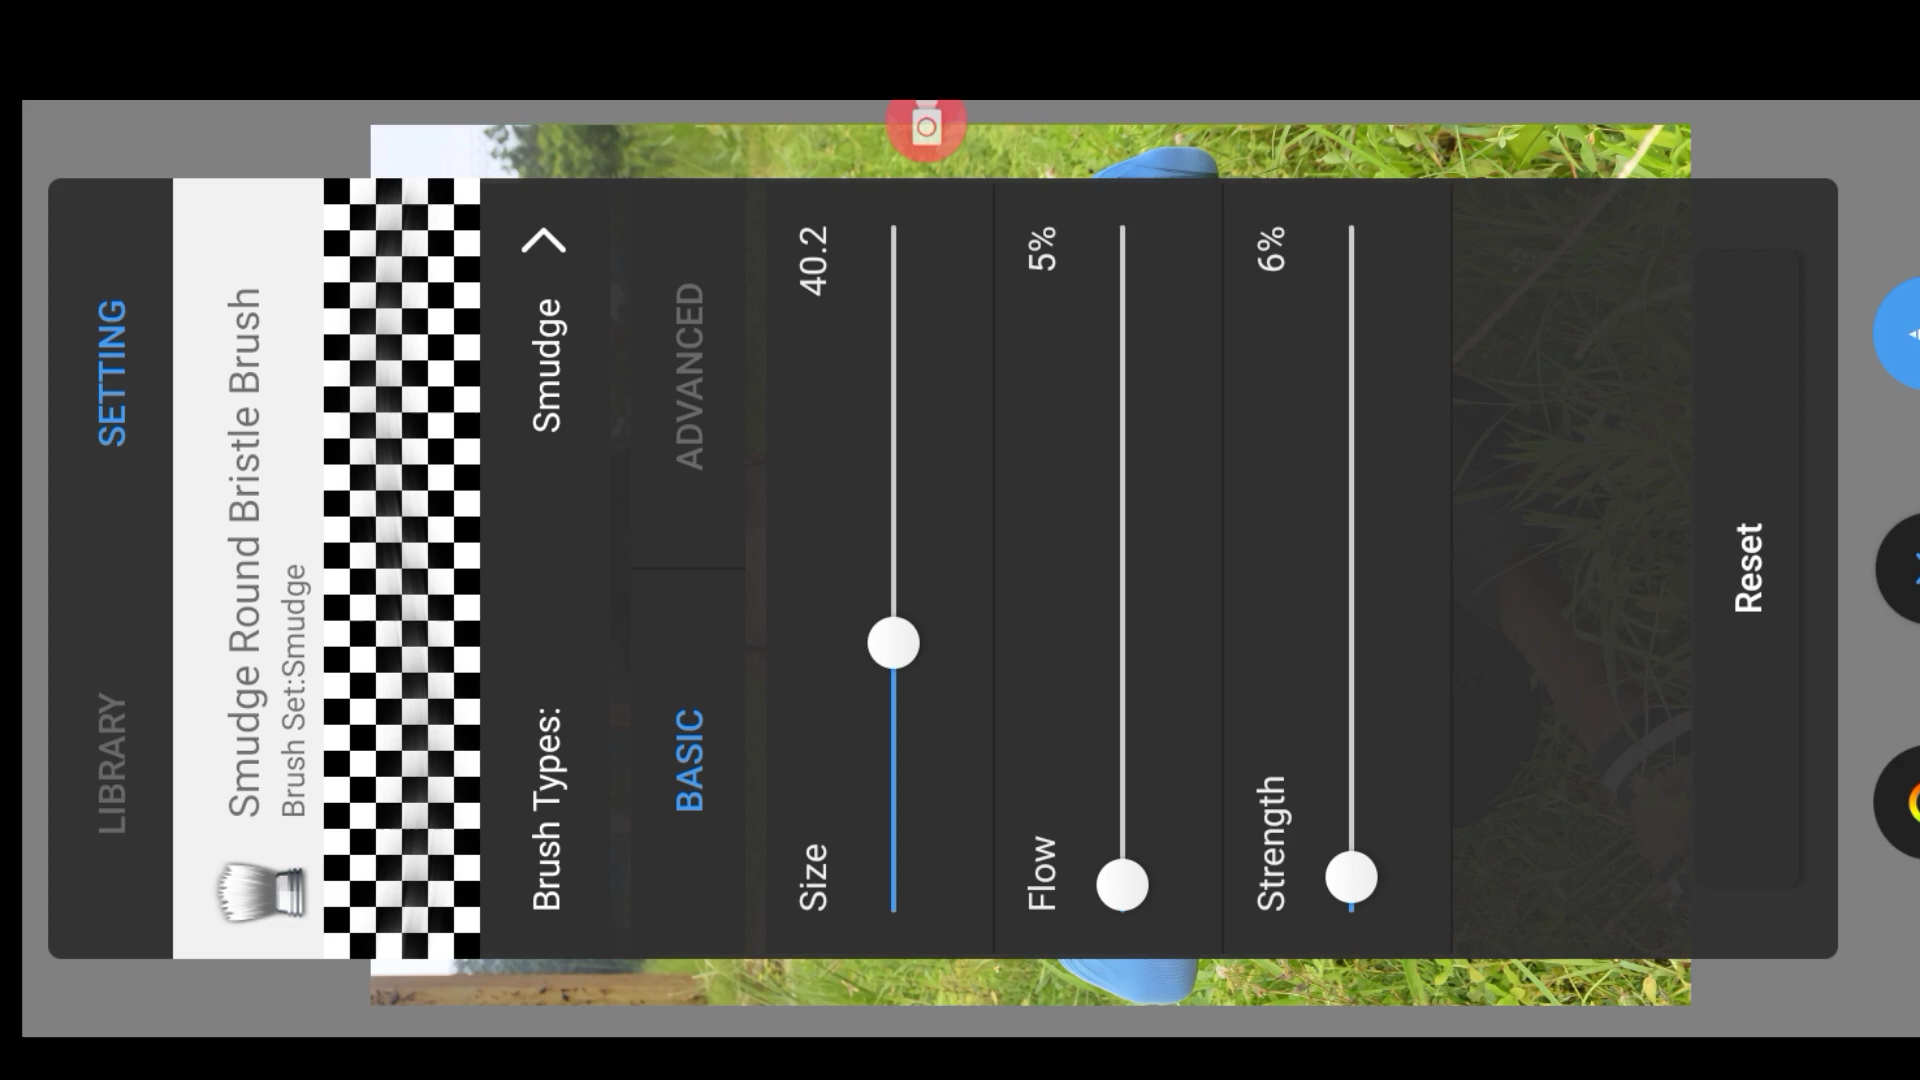 LIBRARY SETTING
Smudge Round Bristle Brush
Brush Set:Smudge
Brush Types: Smudge
BASIC ADVANCED
Size 40.2
Flow 5%
Strength 6%
Reset